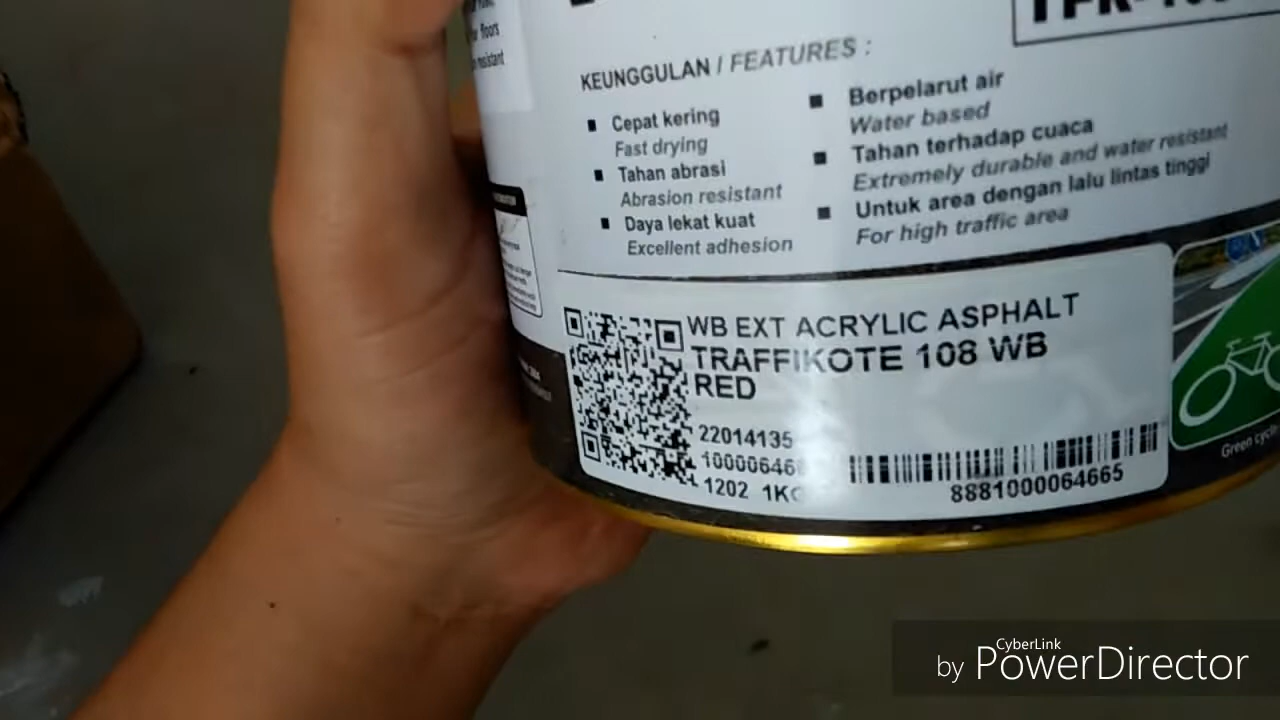 floors
resistant
KEUNGGULAN / FEATURES :
Cepat kering
Fast drying
Tahan abrasi
Abrasion resistant
Daya lekat kuat
Excellent adhesion
Berpelarut air
Water based
Tahan terhadap cuaca
Extremely durable and water resistant
Untuk area dengan lalu lintas tinggi
For high traffic area
WB EXT ACRYLIC ASPHALT
TRAFFIKOTE 108 WB
RED
22014135
1202 1KG
8881000064665
Green
CyberLink
by PowerDirector